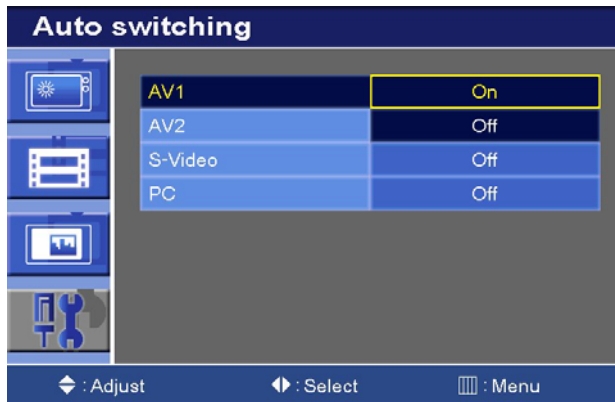 Auto switching
AV1 On
AV2 Off
S-Video Off
PC Off
: Adjust : Select : Menu